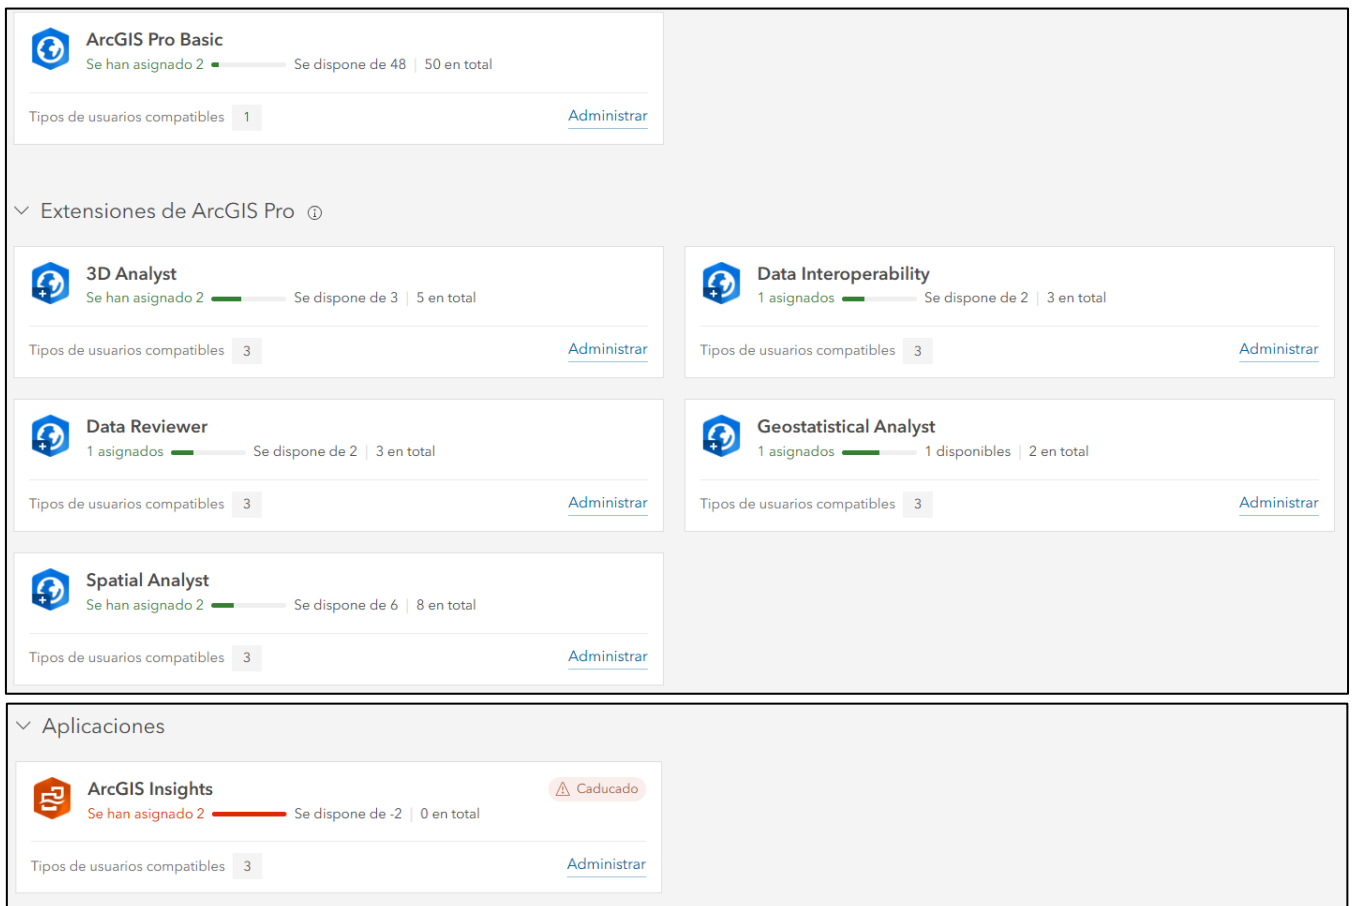 ArcGIS Pro Basic
Se han asignado 2 Se dispone de 48 | 50 en total
Tipos de usuarios compatibles 1 Administrar
Extensiones de ArcGIS Pro
3D Analyst
Se han asignado 2 Se dispone de 3 | 5 en total
Tipos de usuarios compatibles 3 Administrar
Data Interoperability
1 asignados Se dispone de 2 | 3 en total
Tipos de usuarios compatibles 3 Administrar
Data Reviewer
1 asignados Se dispone de 2 | 3 en total
Tipos de usuarios compatibles 3 Administrar
Geostatistical Analyst
1 asignados 1 disponibles | 2 en total
Tipos de usuarios compatibles 3 Administrar
Spatial Analyst
Se han asignado 2 Se dispone de 6 | 8 en total
Tipos de usuarios compatibles 3 Administrar
Aplicaciones
ArcGIS Insights Caducado
Se han asignado 2 Se dispone de -2 | 0 en total
Tipos de usuarios compatibles 3 Administrar